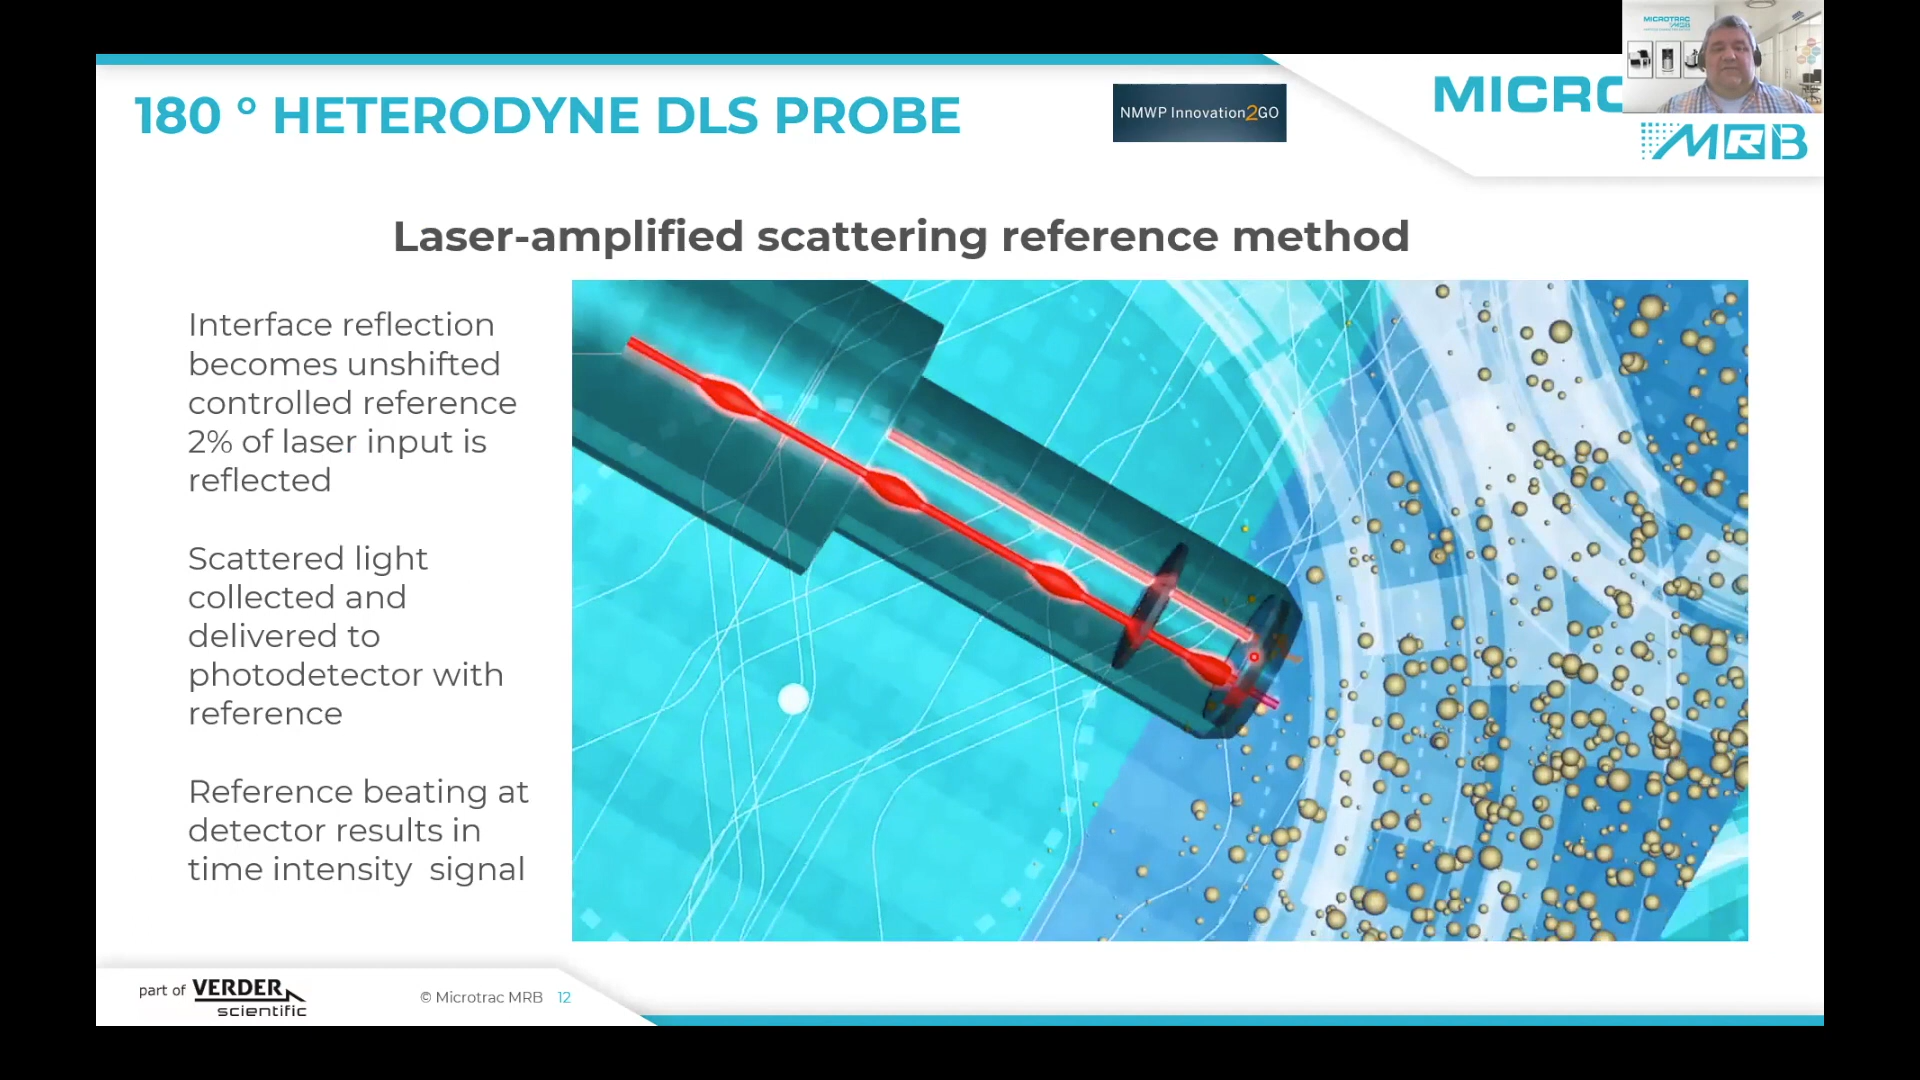 180 ° HETERODYNE DLS PROBE
NMWP Innovation2GO
MICRO
MRB
MICROTRAC
MRB
Laser-amplified scattering reference method
Interface reflection
becomes unshifted
controlled reference
2% of laser input is
reflected
Scattered light
collected and
delivered to
photodetector with
reference
Reference beating at
detector results in
time intensity signal
part of VERDER
scientific
© Microtrac MRB 12